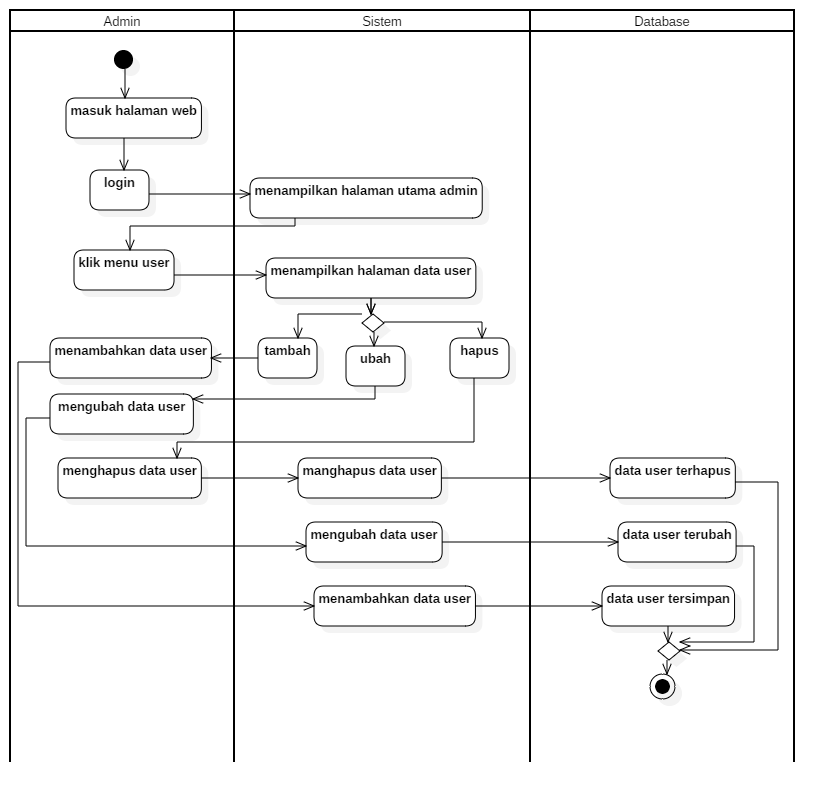 Admin
Sistem
Database
masuk halaman web
login
menampilkan halaman utama admin
klik menu user
menampilkan halaman data user
menambahkan data user
tambah
ubah
hapus
mengubah data user
menghapus data user
manghapus data user
data user terhapus
mengubah data user
data user terubah
menambahkan data user
data user tersimpan